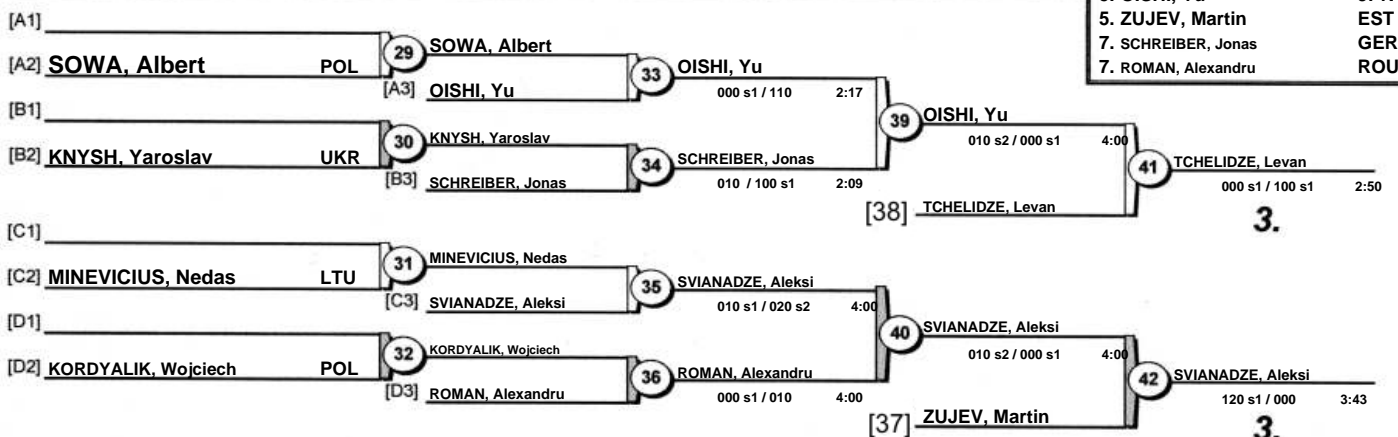 5. ZUJEV, Martin EST
7. SCHREIBER, Jonas GER
7. ROMAN, Alexandru ROU
[A1]
[A2] SOWA, Albert POL
29
SOWA, Albert
[A3] OISHI, Yu
33
OISHI, Yu
000 s1 / 110 2:17
[B1]
[B2] KNYSH, Yaroslav UKR
30
KNYSH, Yaroslav
[B3] SCHREIBER, Jonas
34
SCHREIBER, Jonas
010 / 100 s1 2:09
39
OISHI, Yu
010 s2 / 000 s1 4:00
[38] TCHELIDZE, Levan
41
TCHELIDZE, Levan
000 s1 / 100 s1 2:50
3.
[C1]
[C2] MINEVICIUS, Nedas LTU
31
MINEVICIUS, Nedas
[C3] SVIANADZE, Aleksi
35
SVIANADZE, Aleksi
010 s1 / 020 s2 4:00
[D1]
[D2] KORDYALIK, Wojciech POL
32
KORDYALIK, Wojciech
[D3] ROMAN, Alexandru
36
ROMAN, Alexandru
000 s1 / 010 4:00
40
SVIANADZE, Aleksi
010 s2 / 000 s1 4:00
[37] ZUJEV, Martin
42
SVIANADZE, Aleksi
120 s1 / 000 3:43
3.